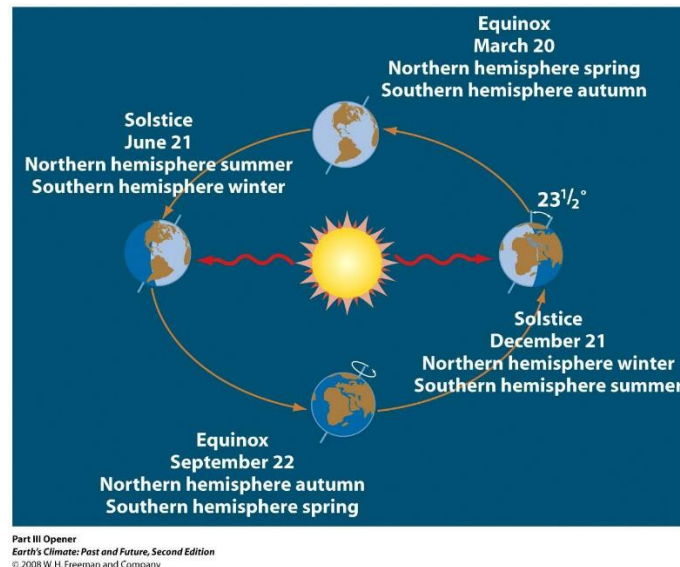 Equinox
March 20
Northern hemisphere spring
Southern hemisphere autumn
Solstice
June 21
Northern hemisphere summer
Southern hemisphere winter
23¹/₂°
Solstice
December 21
Northern hemisphere winter
Southern hemisphere summer
Equinox
September 22
Northern hemisphere autumn
Southern hemisphere spring
Part III Opener
Earth's Climate: Past and Future, Second Edition
© 2008 W. H. Freeman and Company